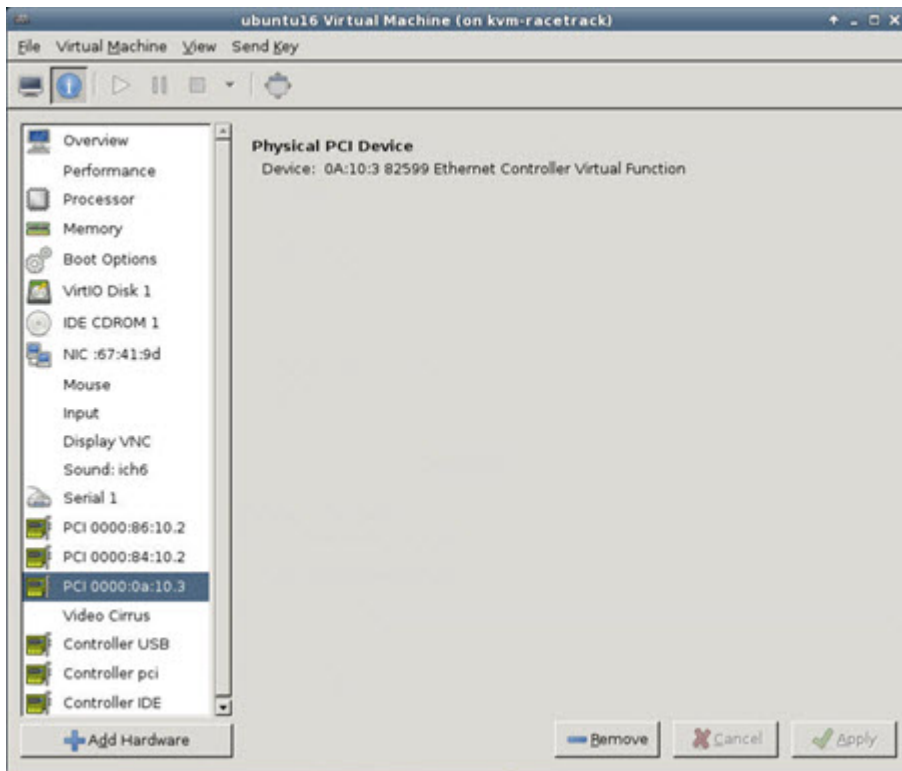 ubuntu16 Virtual Machine (on kvm-racetrack)
File Virtual Machine View Send Key
Overview
Performance
Processor
Memory
Boot Options
VirtIO Disk 1
IDE CDROM 1
NIC :67:41:9d
Mouse
Input
Display VNC
Sound: ich6
Serial 1
PCI 0000:86:10.2
PCI 0000:84:10.2
PCI 0000:0a:10.3
Video Cirrus
Controller USB
Controller pci
Controller IDE
Add Hardware
Physical PCI Device
Device: 0A:10:3 82599 Ethernet Controller Virtual Function
Remove Cancel Apply